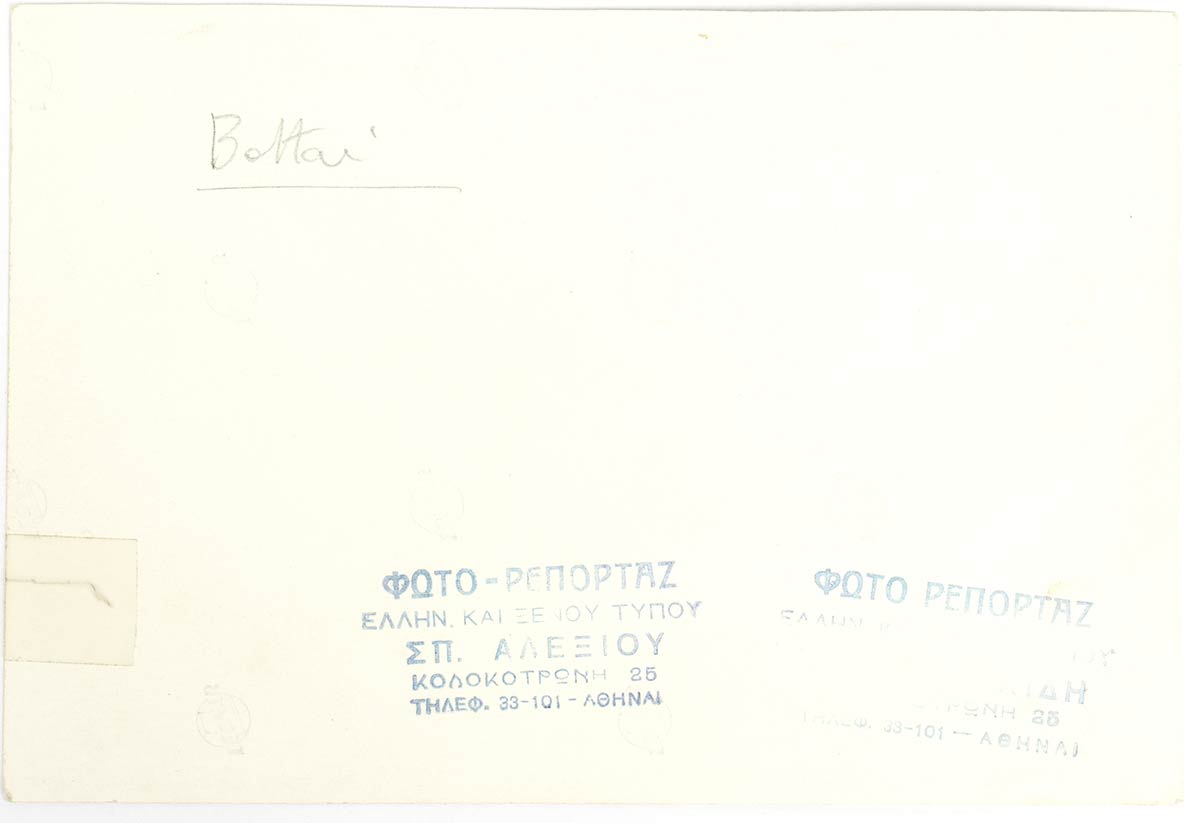 Bottai
ΦΩΤΟ-ΡΕΠΟΡΤΑΖ
ΕΛΛΗΝ. ΚΑΙ ΞΕΝΟΥ ΤΥΠΟΥ
ΣΠ. ΑΛΕΞΙΟΥ
ΚΟΛΟΚΟΤΡΩΝΗ 25
ΤΗΛΕΦ. 33-101 - ΑΘΗΝΑΙ
ΦΩΤΟ ΡΕΠΟΡΤΑΖ
ΕΛΛΗΝ.
25
ΤΗΛΕΦ. 33-101 — ΑΘΗΝΑΙ